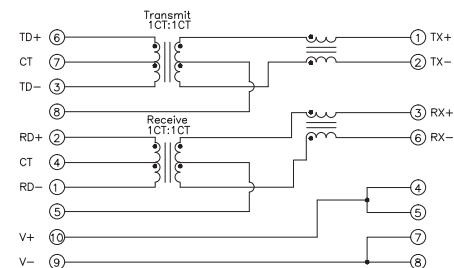 Transmit
1CT:1CT
TD+ 6
1 TX+
CT 7
2 TX-
TD- 3
8
Receive
1CT:1CT
3 RX+
RD+ 2
6 RX-
CT 4
RD- 1
4
5
5
V+ 10
7
V- 9
8